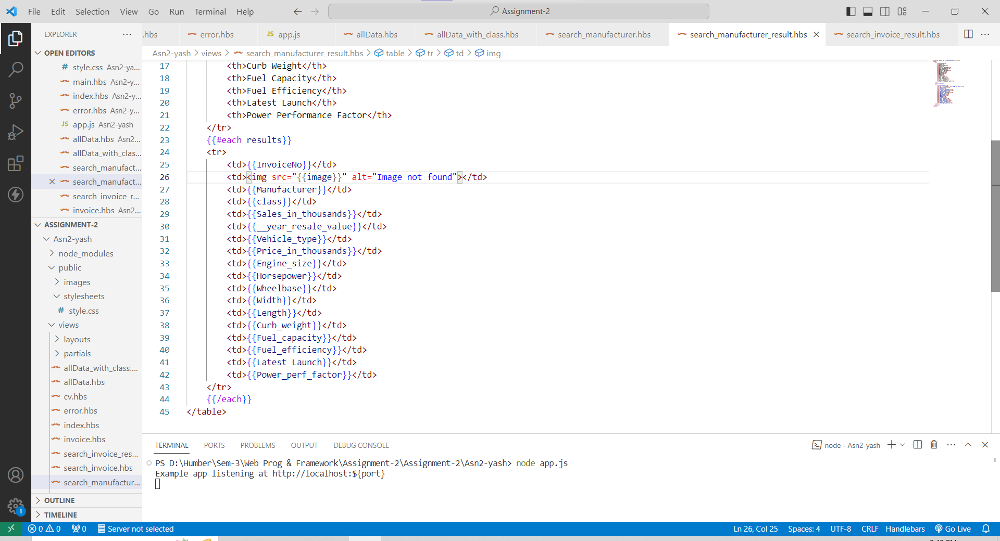 File Edit Selection View Go Run Terminal Help
Assignment-2
EXPLORER
.hbs error.hbs JS app.js allData.hbs allData_with_class.hbs search_manufacturer.hbs search_manufacturer_result.hbs search_invoice_result.hbs
OPEN EDITORS
# style.css Asn2-ya...
main.hbs Asn2-y...
index.hbs Asn2-y...
error.hbs Asn2-y...
JS app.js Asn2-yash
allData.hbs Asn2...
allData_with_clas...
search_manufact...
search_manufact...
search_invoice_r...
invoice.hbs Asn2...
ASSIGNMENT-2
Asn2-yash
node_modules
public
images
stylesheets
# style.css
views
layouts
partials
allData_with_class....
allData.hbs
cv.hbs
error.hbs
index.hbs
invoice.hbs
search_invoice_res...
search_invoice.hbs
search_manufactur...
OUTLINE
TIMELINE
1
Asn2-yash > views > search_manufacturer_result.hbs > table > tr > td > img
17 <th>Curb Weight</th>
18 <th>Fuel Capacity</th>
19 <th>Fuel Efficiency</th>
20 <th>Latest Launch</th>
21 <th>Power Performance Factor</th>
22 </tr>
23 {{#each results}}
24 <tr>
25 <td>{{InvoiceNo}}</td>
26 <td><img src="{{image}}" alt="Image not found"></td>
27 <td>{{Manufacturer}}</td>
28 <td>{{class}}</td>
29 <td>{{Sales_in_thousands}}</td>
30 <td>{{__year_resale_value}}</td>
31 <td>{{Vehicle_type}}</td>
32 <td>{{Price_in_thousands}}</td>
33 <td>{{Engine_size}}</td>
34 <td>{{Horsepower}}</td>
35 <td>{{Wheelbase}}</td>
36 <td>{{Width}}</td>
37 <td>{{Length}}</td>
38 <td>{{Curb_weight}}</td>
39 <td>{{Fuel_capacity}}</td>
40 <td>{{Fuel_efficiency}}</td>
41 <td>{{Latest_Launch}}</td>
42 <td>{{Power_perf_factor}}</td>
43 </tr>
44 {{/each}}
45 </table>
TERMINAL PORTS PROBLEMS OUTPUT DEBUG CONSOLE
node - Asn2-yash
PS D:\Humber\Sem-3\Web Prog & Framework\Assignment-2\Assignment-2\Asn2-yash> node app.js
Example app listening at http://localhost:${port}
0 0 0 Server not selected
Ln 26, Col 25 Spaces: 4 UTF-8 CRLF Handlebars Go Live